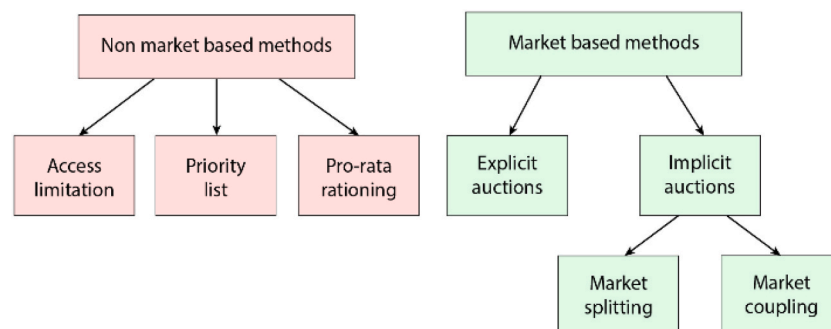 Non market based methods
Market based methods
Access
limitation
Priority
list
Pro-rata
rationing
Explicit
auctions
Implicit
auctions
Market
splitting
Market
coupling